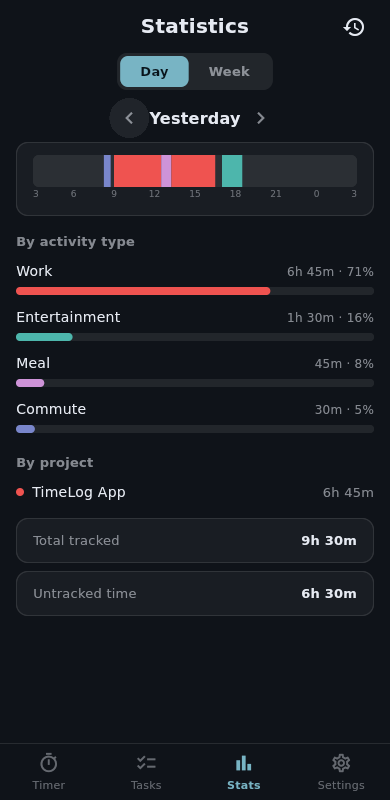 Statistics
Day Week
Yesterday
3 6 9 12 15 18 21 0 3
By activity type
Work 6h 45m · 71%
Entertainment 1h 30m · 16%
Meal 45m · 8%
Commute 30m · 5%
By project
TimeLog App 6h 45m
Total tracked 9h 30m
Untracked time 6h 30m
Timer Tasks Stats Settings